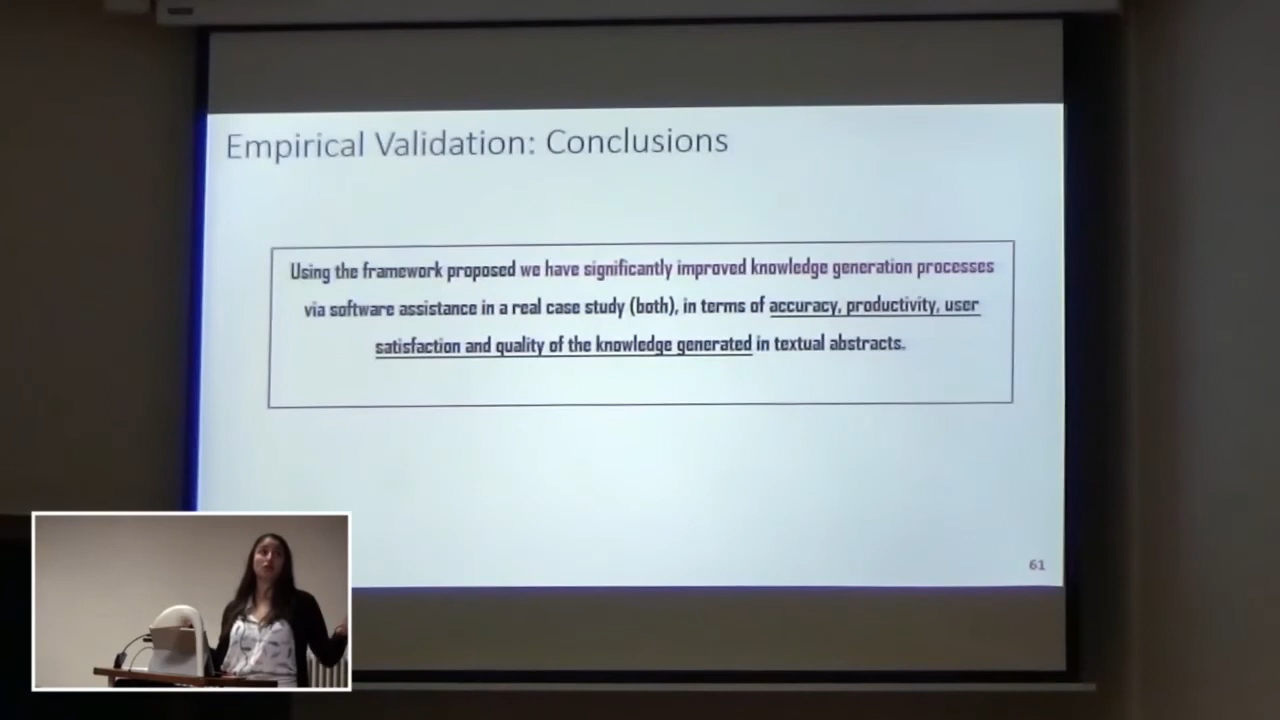 Empirical Validation: Conclusions
Using the framework proposed we have significantly improved knowledge generation processes
via software assistance in a real case study (both), in terms of accuracy, productivity, user
satisfaction and quality of the knowledge generated in textual abstracts.
61